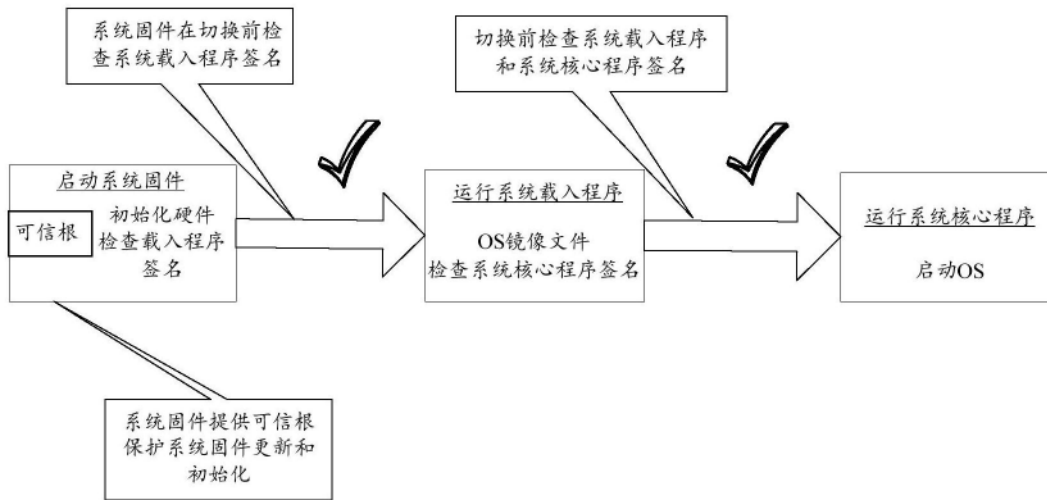 系统固件在切换前检
查系统载入程序签名
切换前检查系统载入程序
和系统核心程序签名
启动系统固件
可信根
初始化硬件
检查载入程序
签名
运行系统载入程序
OS镜像文件
检查系统核心程序签名
运行系统核心程序
启动OS
系统固件提供可信根
保护系统固件更新和
初始化